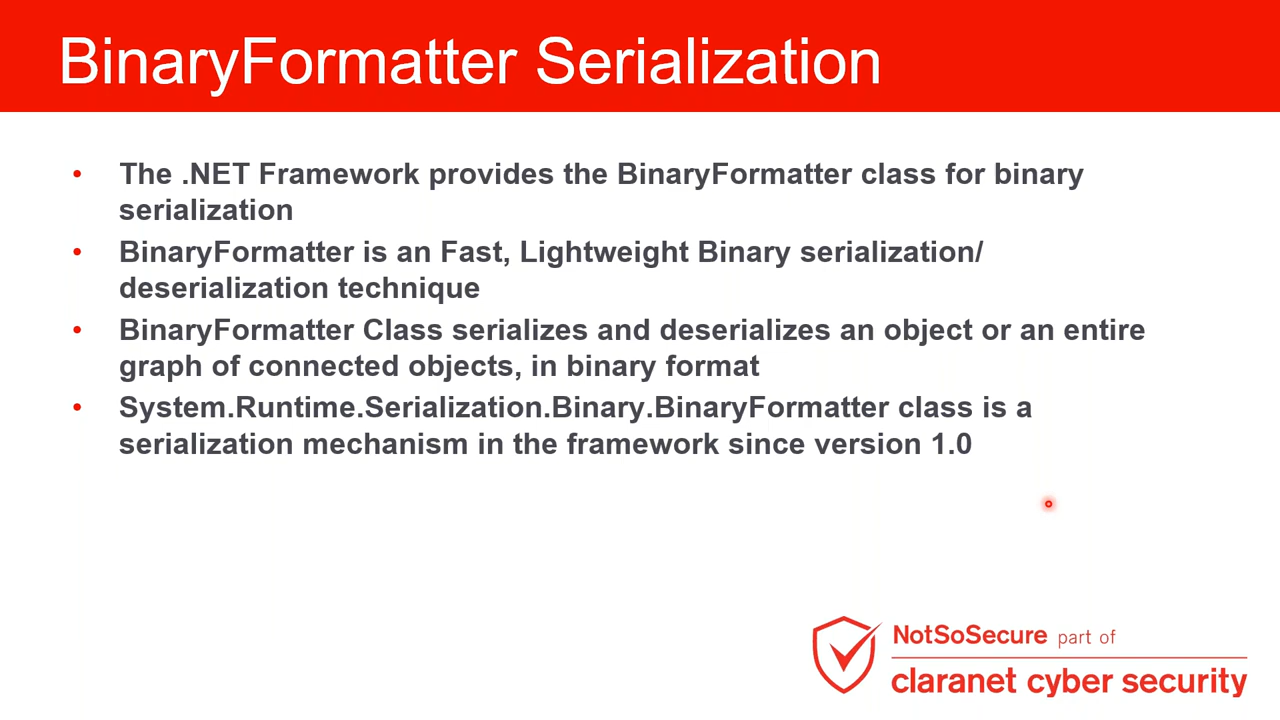 BinaryFormatter Serialization
• The .NET Framework provides the BinaryFormatter class for binary
serialization
• BinaryFormatter is an Fast, Lightweight Binary serialization/
deserialization technique
• BinaryFormatter Class serializes and deserializes an object or an entire
graph of connected objects, in binary format
• System.Runtime.Serialization.Binary.BinaryFormatter class is a
serialization mechanism in the framework since version 1.0
NotSoSecure part of
claranet cyber security